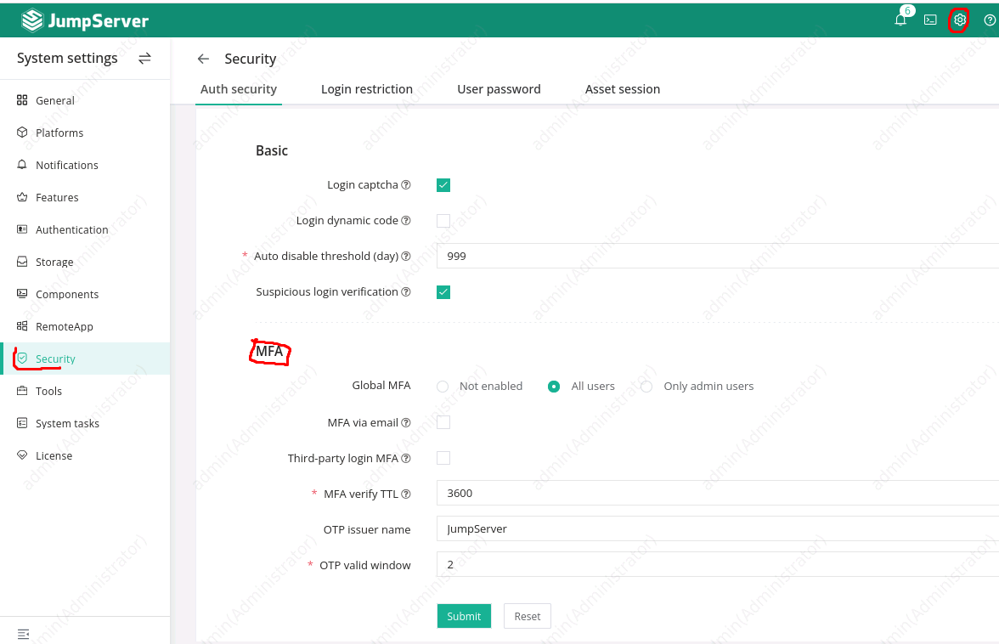 JumpServer
6
System settings
Security
Auth security Login restriction User password Asset session
General
Platforms
Notifications
Features
Authentication
Storage
Components
RemoteApp
Security
Tools
System tasks
License
Basic
Login captcha
Login dynamic code
* Auto disable threshold (day) 999
Suspicious login verification
MFA
Global MFA Not enabled All users Only admin users
MFA via email
Third-party login MFA
* MFA verify TTL 3600
OTP issuer name JumpServer
* OTP valid window 2
Submit Reset
admin(Administrator)